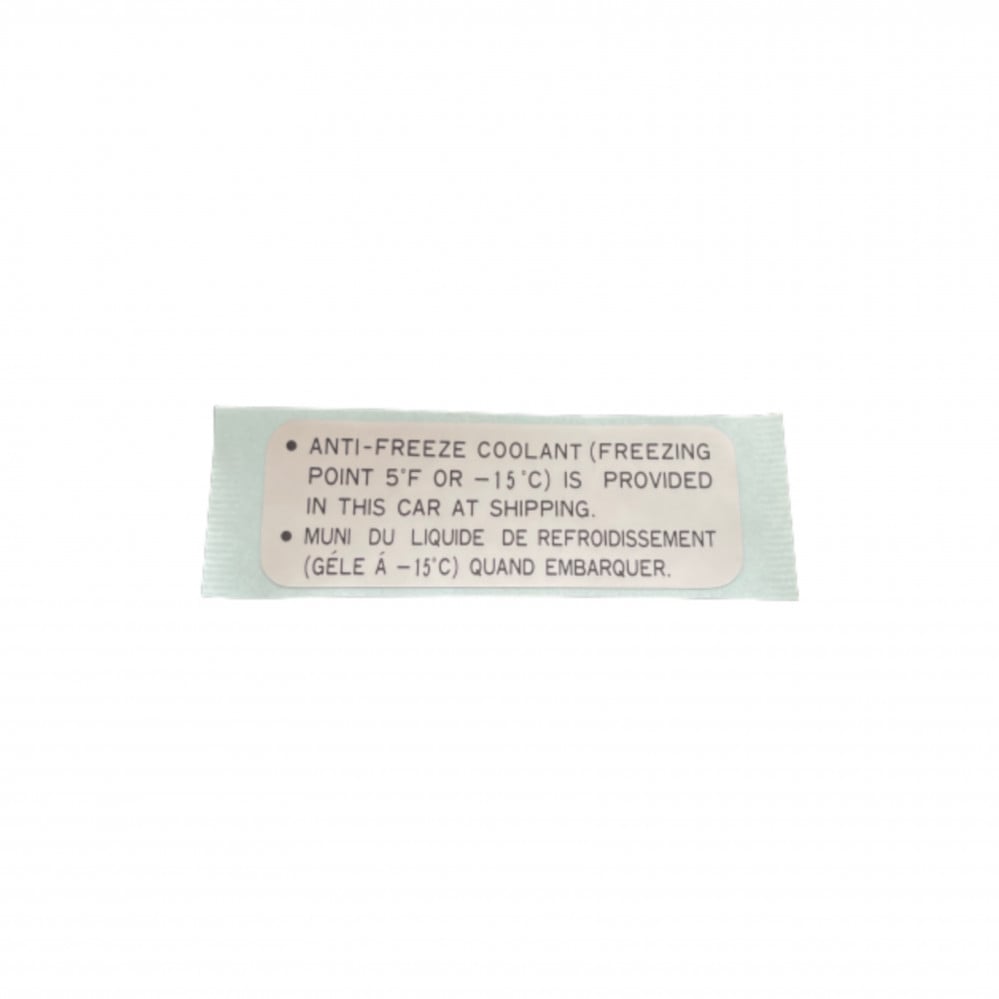 • ANTI-FREEZE COOLANT (FREEZING
POINT 5°F OR -15°C) IS PROVIDED
IN THIS CAR AT SHIPPING.
• MUNI DU LIQUIDE DE REFROIDISSEMENT
(GÉLE Á -15°C) QUAND EMBARQUER.